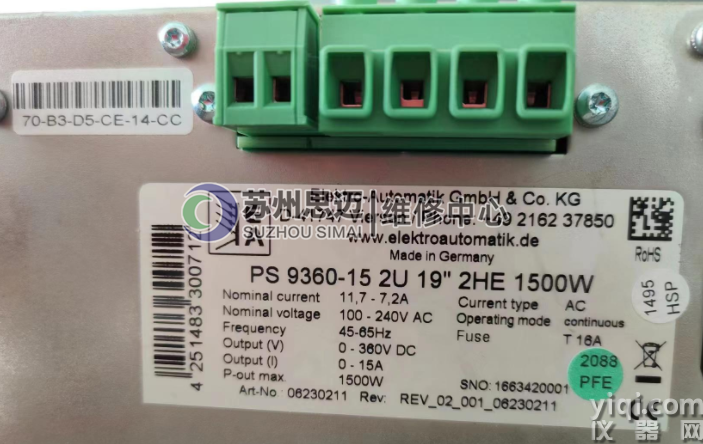 70-B3-D5-CE-14-CC
Elektro-Automatik GmbH & Co. KG
苏州思迈|维修中心
SUZHOU SIMAI
49 2162 37850
www.elektroautomatik.de
Made in Germany
RoHS
PS 9360-15 2U 19" 2HE 1500W
Nominal current 11,7 - 7,2A Current type AC
Nominal voltage 100 - 240V AC Operating mode continuous
Frequency 45-65Hz Fuse T 16A
Output (V) 0 - 360V DC
Output (I) 0 - 15A
P-out max. 1500W SNO: 1663420001
Art-No: 06230211 Rev: REV_02_001_06230211
1495
HSP
2088
PFE
CE
yiqi.com
仪器网